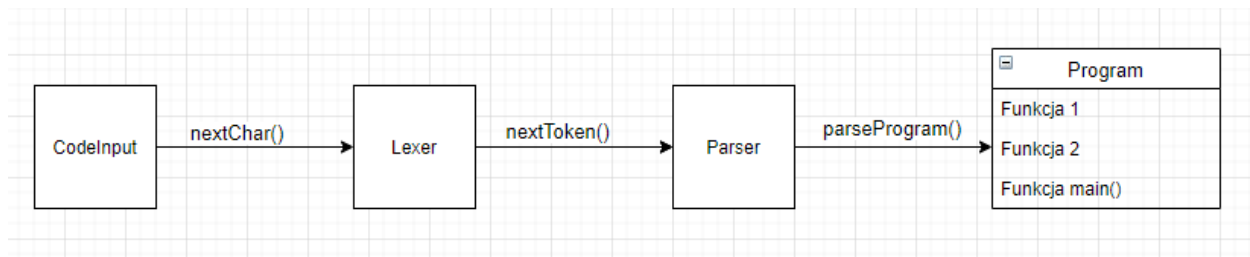 CodeInput
nextChar()
Lexer
nextToken()
Parser
parseProgram()
Program
Funkcja 1
Funkcja 2
Funkcja main()